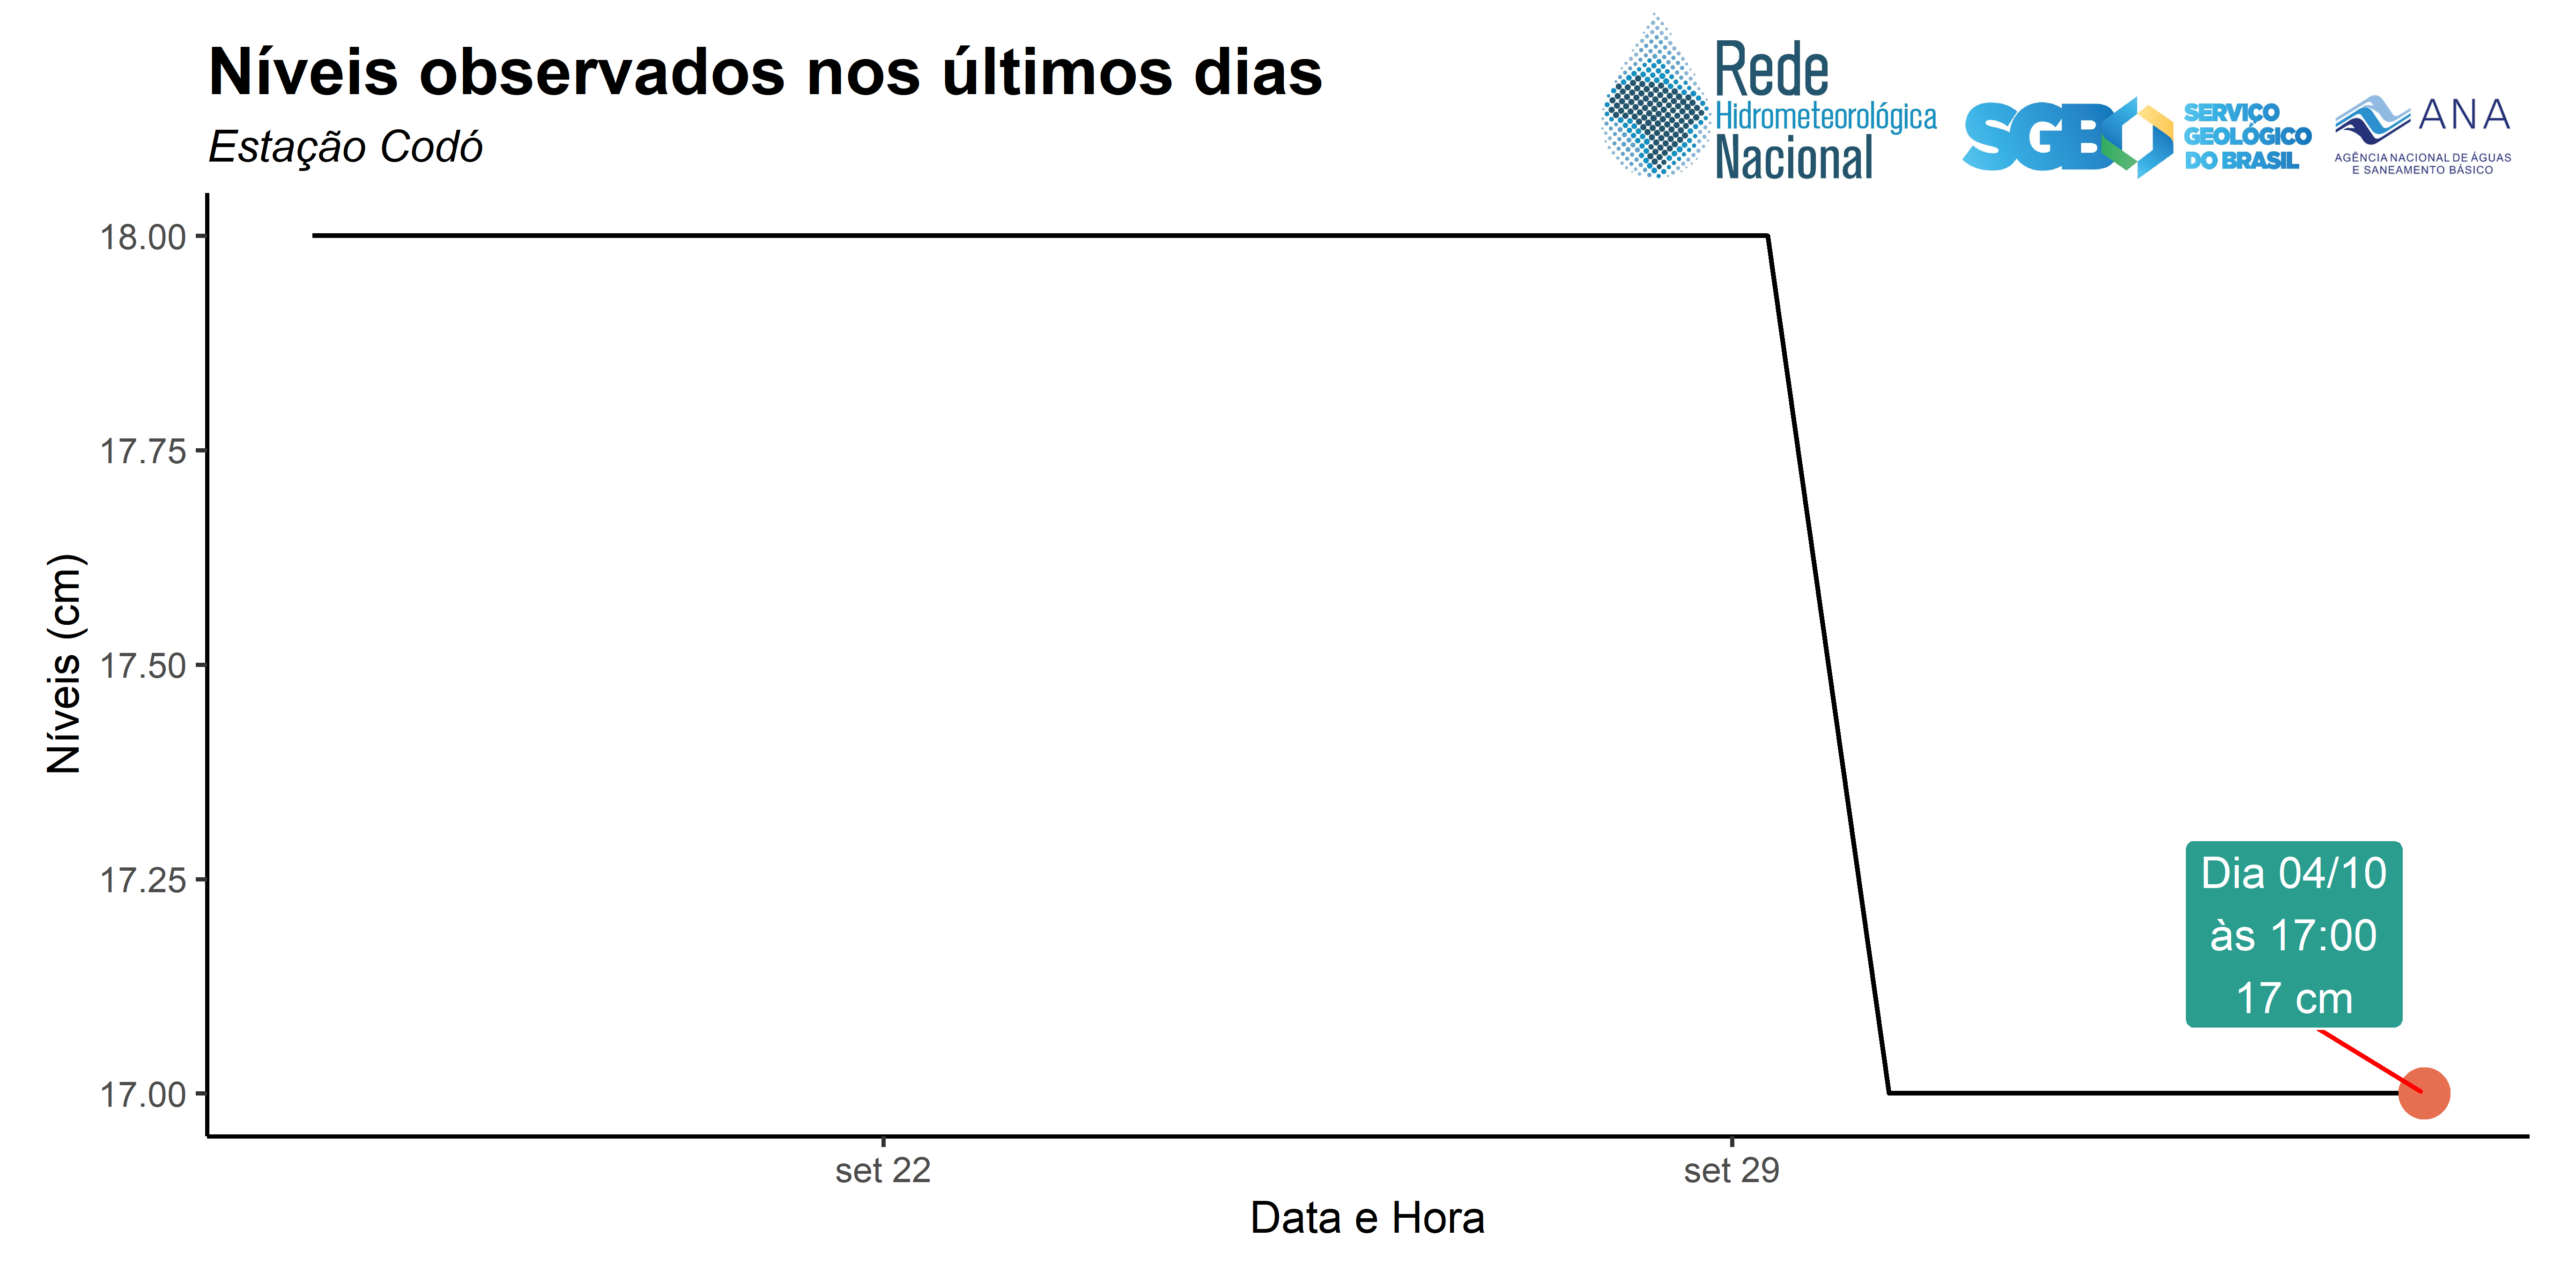 Níveis observados nos últimos dias
Estação Codó
Rede
Hidrometeorológica
Nacional
SGB
SERVIÇO
GEOLÓGICO
DO BRASIL
ANA
AGÊNCIA NACIONAL DE ÁGUAS
E SANEAMENTO BÁSICO
Níveis (cm)
18.00
17.75
17.50
17.25
17.00
Dia 04/10
às 17:00
17 cm
set 22
set 29
Data e Hora